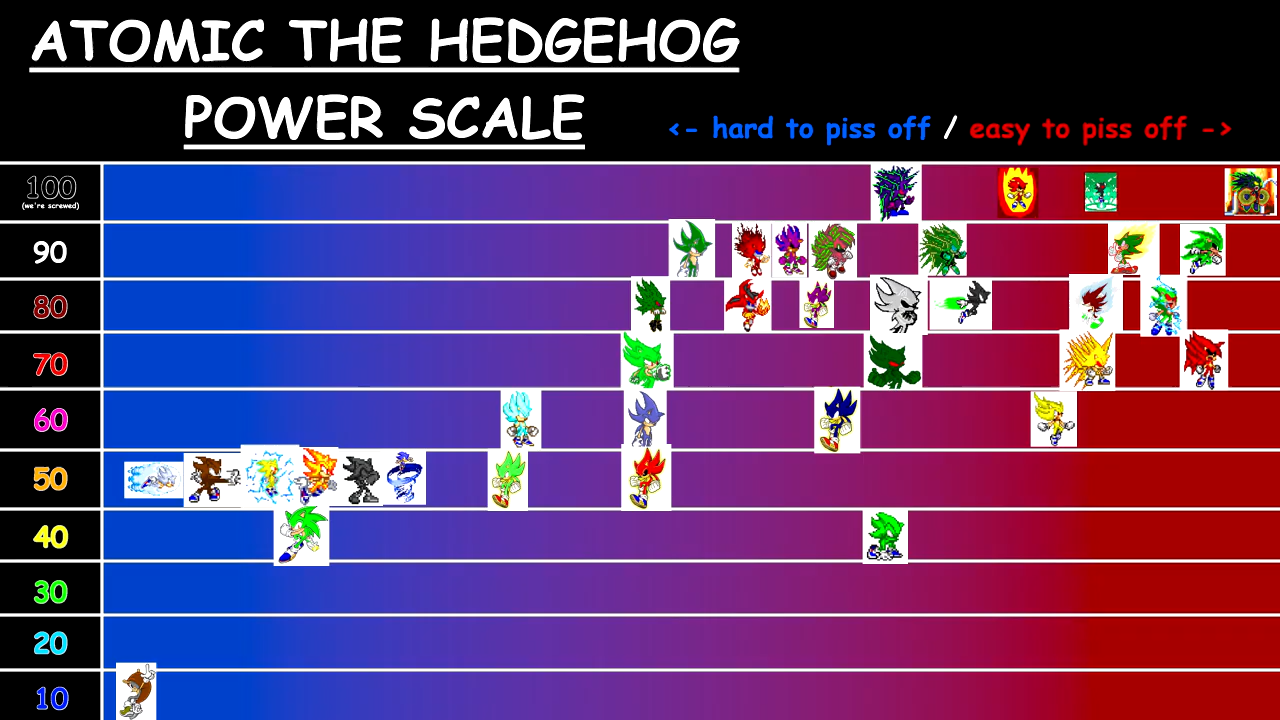 ATOMIC THE HEDGEHOG
POWER SCALE
<- hard to piss off / easy to piss off ->
100
(we're screwed)
90
80
70
60
50
40
30
20
10